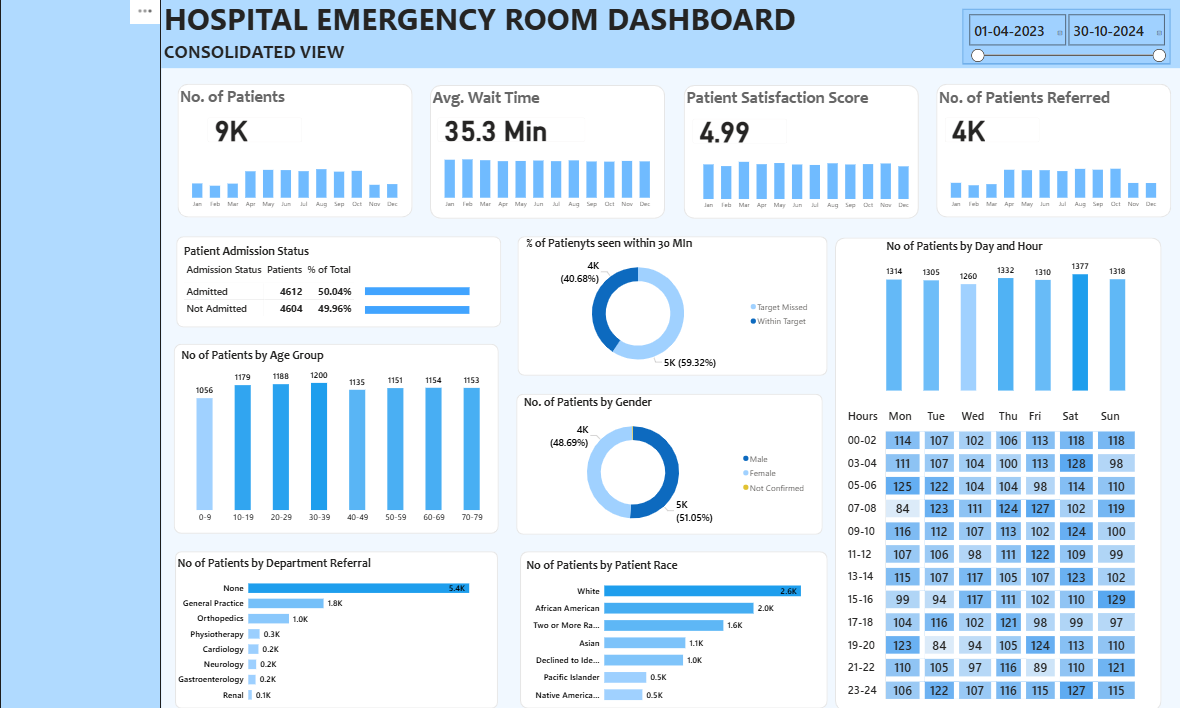 HOSPITAL EMERGENCY ROOM DASHBOARD
CONSOLIDATED VIEW
01-04-2023 30-10-2024
No. of Patients
9K
Jan Feb Mar Apr May Jun Jul Aug Sep Oct Nov Dec
Avg. Wait Time
35.3 Min
Jan Feb Mar Apr May Jun Jul Aug Sep Oct Nov Dec
Patient Satisfaction Score
4.99
Jan Feb Mar Apr May Jun Jul Aug Sep Oct Nov Dec
No. of Patients Referred
4K
Jan Feb Mar Apr May Jun Jul Aug Sep Oct Nov Dec
Patient Admission Status
Admission Status Patients % of Total
Admitted 4612 50.04%
Not Admitted 4604 49.96%
% of Patienyts seen within 30 MIn
4K
(40.68%)
Target Missed
Within Target
5K (59.32%)
No of Patients by Age Group
1056 1179 1188 1200 1135 1151 1154 1153
0-9 10-19 20-29 30-39 40-49 50-59 60-69 70-79
No. of Patients by Gender
4K
(48.69%)
Male
Female
Not Confirmed
5K
(51.05%)
No of Patients by Department Referral
None 5.4K
General Practice 1.8K
Orthopedics 1.0K
Physiotherapy 0.3K
Cardiology 0.2K
Neurology 0.2K
Gastroenterology 0.2K
Renal 0.1K
No of Patients by Patient Race
White 2.6K
African American 2.0K
Two or More Ra... 1.6K
Asian 1.1K
Declined to Ide... 1.0K
Pacific Islander 0.5K
Native America... 0.5K
No of Patients by Day and Hour
1314 1305 1260 1332 1310 1377 1318
Hours Mon Tue Wed Thu Fri Sat Sun
00-02 114 107 102 106 113 118 118
03-04 111 107 104 100 113 128 98
05-06 125 122 104 104 98 114 110
07-08 84 123 111 124 127 102 119
09-10 116 112 107 113 102 124 100
11-12 107 106 98 111 122 109 99
13-14 115 107 117 105 107 123 102
15-16 99 94 117 111 102 110 129
17-18 104 116 102 121 98 99 97
19-20 123 84 94 105 124 113 110
21-22 110 105 97 116 89 110 121
23-24 106 122 107 116 115 127 115